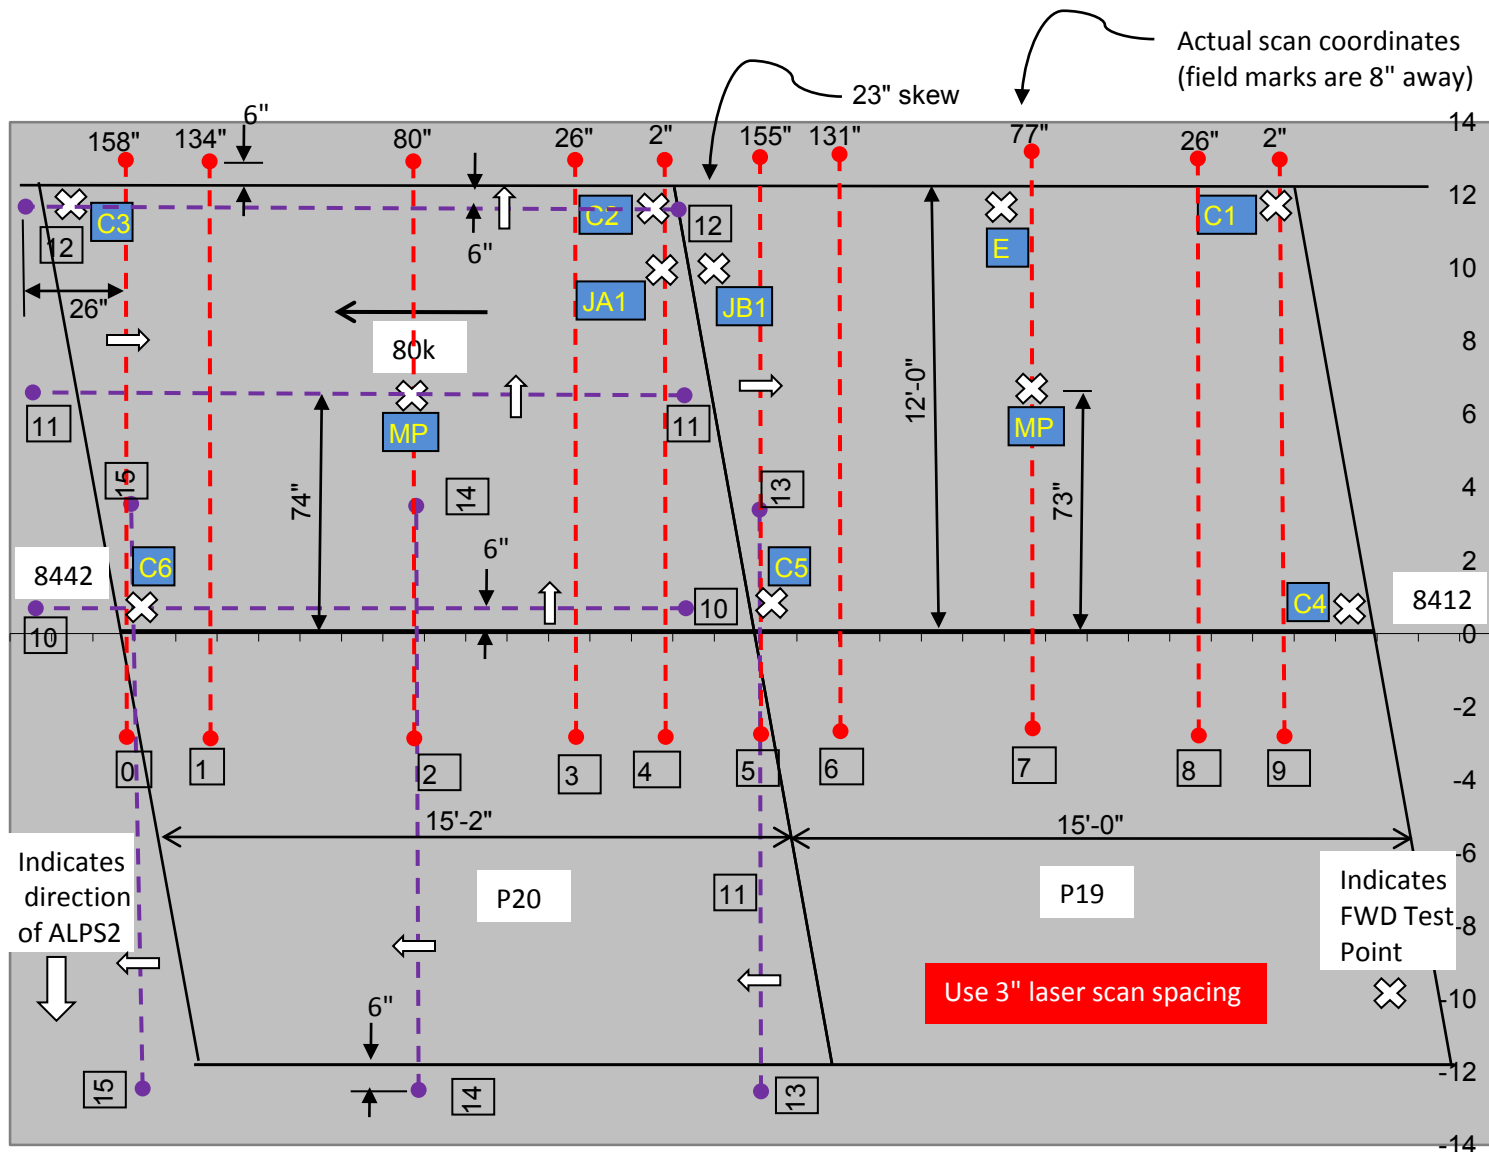 Actual scan coordinates
(field marks are 8" away)
23" skew
6"
158"
134"
80"
26"
2"
155"
131"
77"
26"
2"
14
12
C3
C2
C1
12
12
6"
E
10
JA1
JB1
26"
8
80k
12'-0"
6
11
MP
11
MP
15
14
13
4
74"
73"
6"
8442
C6
C5
2
C4
8412
10
10
0
-2
0
1
2
3
4
5
6
7
8
9
-4
15'-2"
15'-0"
-6
Indicates
direction
of ALPS2
P20
11
P19
Indicates
FWD Test
Point
-8
6"
Use 3" laser scan spacing
-10
15
14
13
-12
-14